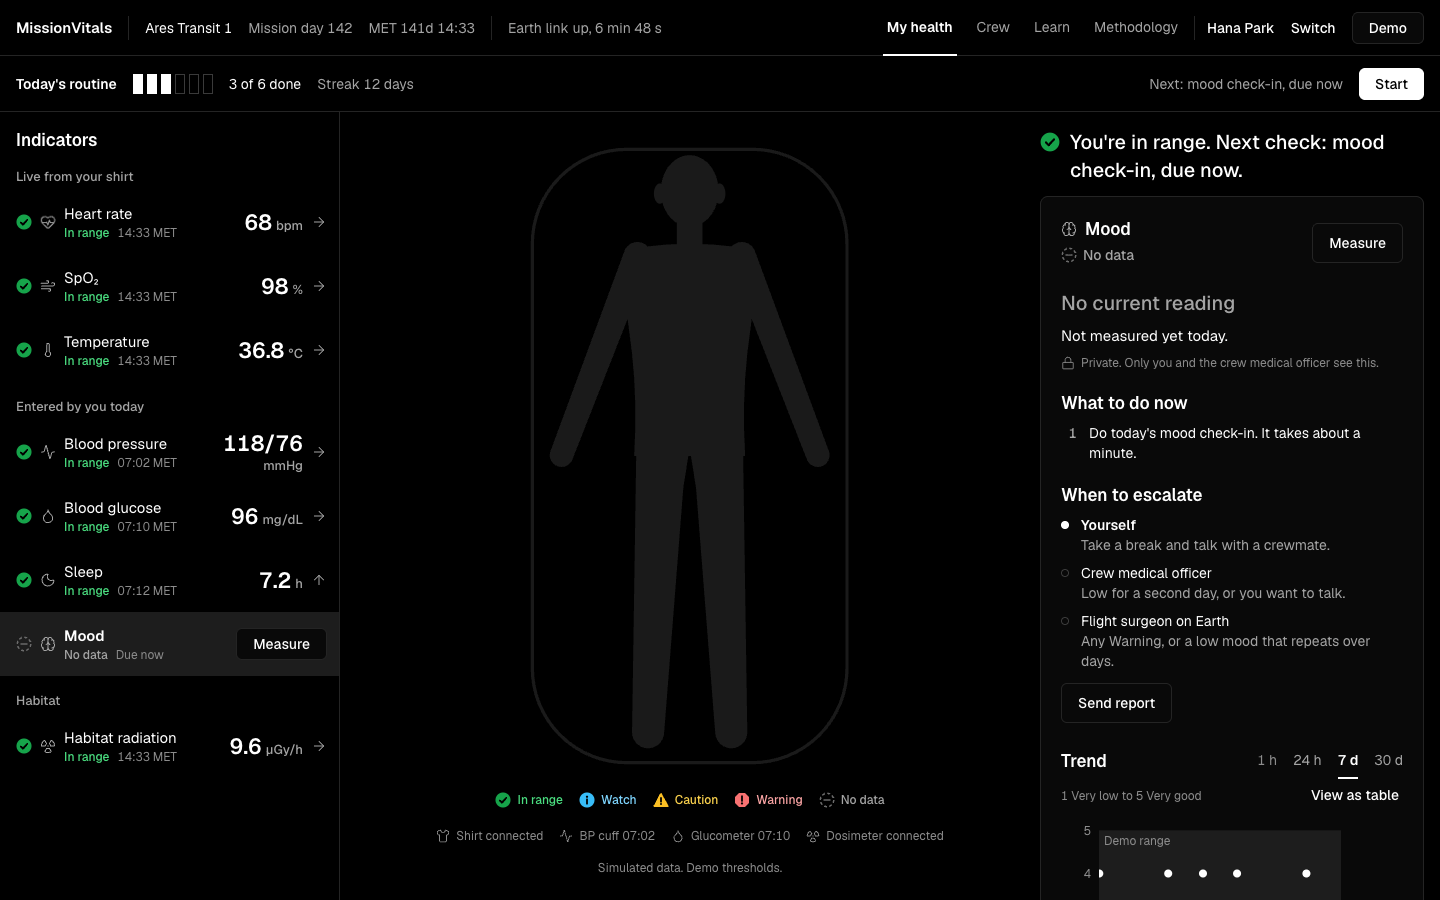 MissionVitals Ares Transit 1 Mission day 142 MET 141d 14:33 Earth link up, 6 min 48 s My health Crew Learn Methodology Hana Park Switch Demo
Today's routine 3 of 6 done Streak 12 days Next: mood check-in, due now Start
Indicators
Live from your shirt
Heart rate
In range 14:33 MET
68 bpm
SpO₂
In range 14:33 MET
98 %
Temperature
In range 14:33 MET
36.8 °C
Entered by you today
Blood pressure
In range 07:02 MET
118/76
mmHg
Blood glucose
In range 07:10 MET
96 mg/dL
Sleep
In range 07:12 MET
7.2 h
Mood
No data Due now
Measure
Habitat
Habitat radiation
In range 14:33 MET
9.6 µGy/h
In range Watch Caution Warning No data
Shirt connected BP cuff 07:02 Glucometer 07:10 Dosimeter connected
Simulated data. Demo thresholds.
You're in range. Next check: mood
check-in, due now.
Mood
No data
Measure
No current reading
Not measured yet today.
Private. Only you and the crew medical officer see this.
What to do now
1 Do today's mood check-in. It takes about a
minute.
When to escalate
Yourself
Take a break and talk with a crewmate.
Crew medical officer
Low for a second day, or you want to talk.
Flight surgeon on Earth
Any Warning, or a low mood that repeats over
days.
Send report
Trend 1 h 24 h 7 d 30 d
1 Very low to 5 Very good View as table
5
Demo range
4